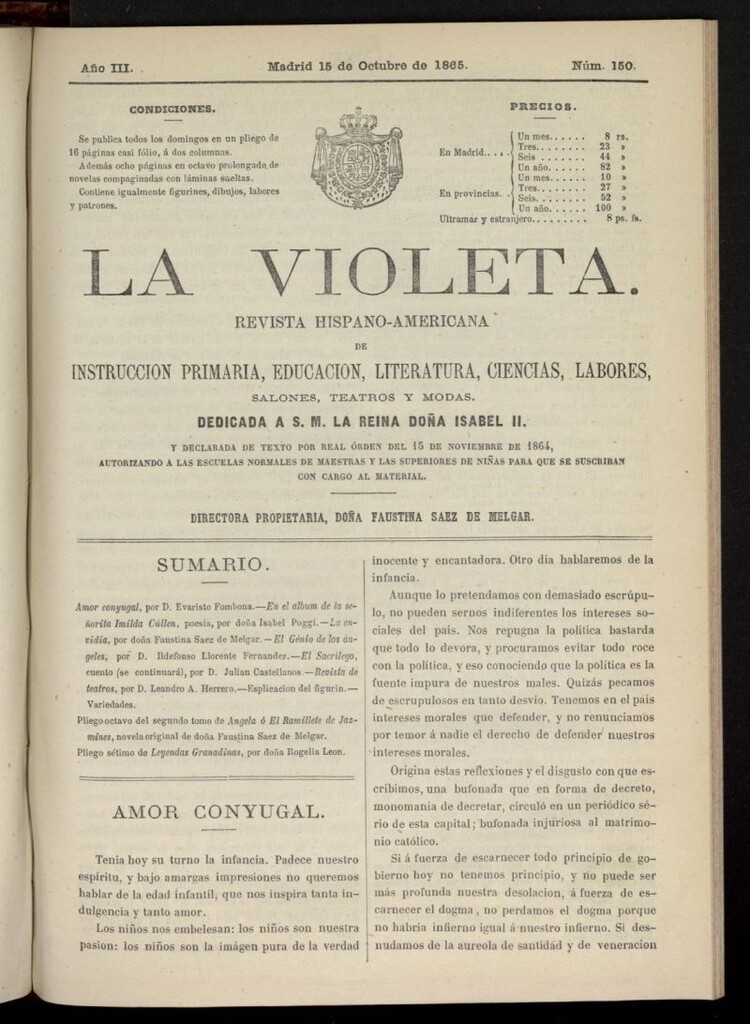 Año III.
Madrid 15 de Octubre de 1865.
Núm. 150.
CONDICIONES.
Se publica todos los domingos en un pliego de
16 páginas casi fólio, á dos columnas.
Además ocho páginas en octavo prolongado de
novelas compaginadas con láminas sueltas.
Contiene igualmente figurines, dibujos, labores
y patrones.
PRECIOS.
En Madrid.....
Un mes...... 8 rs.
Tres........ 23 »
Seis ....... 44 »
Un año...... 82 »
En provincias. .
Un mes...... 10 »
Tres........ 27 »
Seis........ 52 »
Un año...... 100 »
Ultramar y estranjero......... 8 ps. fs.
LA VIOLETA.
REVISTA HISPANO-AMERICANA
DE
INSTRUCCION PRIMARIA, EDUCACION, LITERATURA, CIENCIAS, LABORES,
SALONES, TEATROS Y MODAS.
DEDICADA A S. M. LA REINA DOÑA ISABEL II.
Y DECLARADA DE TEXTO POR REAL ÓRDEN DEL 15 DE NOVIEMBRE DE 1864,
AUTORIZANDO A LAS ESCUELAS NORMALES DE MAESTRAS Y LAS SUPERIORES DE NIÑAS PARA QUE SE SUSCRIBAN
CON CARGO AL MATERIAL.
DIRECTORA PROPIETARIA, DOÑA FAUSTINA SAEZ DE MELGAR.
SUMARIO.
Amor conyugal, por D. Evaristo Fombona.—En el album de la se-
ñorita Imilda Cúllen, poesía, por doña Isabel Poggi.—La en-
vidia, por doña Faustina Saez de Melgar.—El Génio de los án-
geles, por D. Ildefonso Llorente Fernandez.—El Sacrilego,
cuento (se continuará), por D. Julian Castellanos.—Revista de
teatros, por D. Leandro A. Herrero.—Esplicacion del figurin.—
Variedades.
Pliego octavo del segundo tomo de Angela ó El Ramillete de Jaz-
mines, novela original de doña Faustina Saez de Melgar.
Pliego sétimo de Leyendas Granadinas, por doña Rogelia Leon.
AMOR CONYUGAL.
Tenia hoy su turno la infancia. Padece nuestro
espíritu, y bajo amargas impresiones no queremos
hablar de la edad infantil, que nos inspira tanta in-
dulgencia y tanto amor.
Los niños nos embelesan: los niños son nuestra
pasion: los niños son la imágen pura de la verdad
inocente y encantadora. Otro dia hablaremos de la
infancia.
Aunque lo pretendamos con demasiado escrúpu-
lo, no pueden sernos indiferentes los intereses so-
ciales del país. Nos repugna la política bastarda
que todo lo devora, y procuramos evitar todo roce
con la política, y eso conociendo que la política es la
fuente impura de nuestros males. Quizás pecamos
de escrupulosos en tanto desvío. Tenemos en el país
intereses morales que defender, y no renunciamos
por temor á nadie el derecho de defender nuestros
intereses morales.
Origina estas reflexiones y el disgusto con que es-
cribimos, una bufonada que en forma de decreto,
monomanía de decretar, circuló en un periódico sé-
rio de esta capital; bufonada injuriosa al matrimo-
nio católico.
Si á fuerza de escarnecer todo principio de go-
bierno hoy no tenemos principio, y no puede ser
más profunda nuestra desolacion, á fuerza de es-
carnecer el dogma, no perdamos el dogma porque
no habria infierno igual á nuestro infierno. Si des-
nudamos de la aureola de santidad y de veneracion